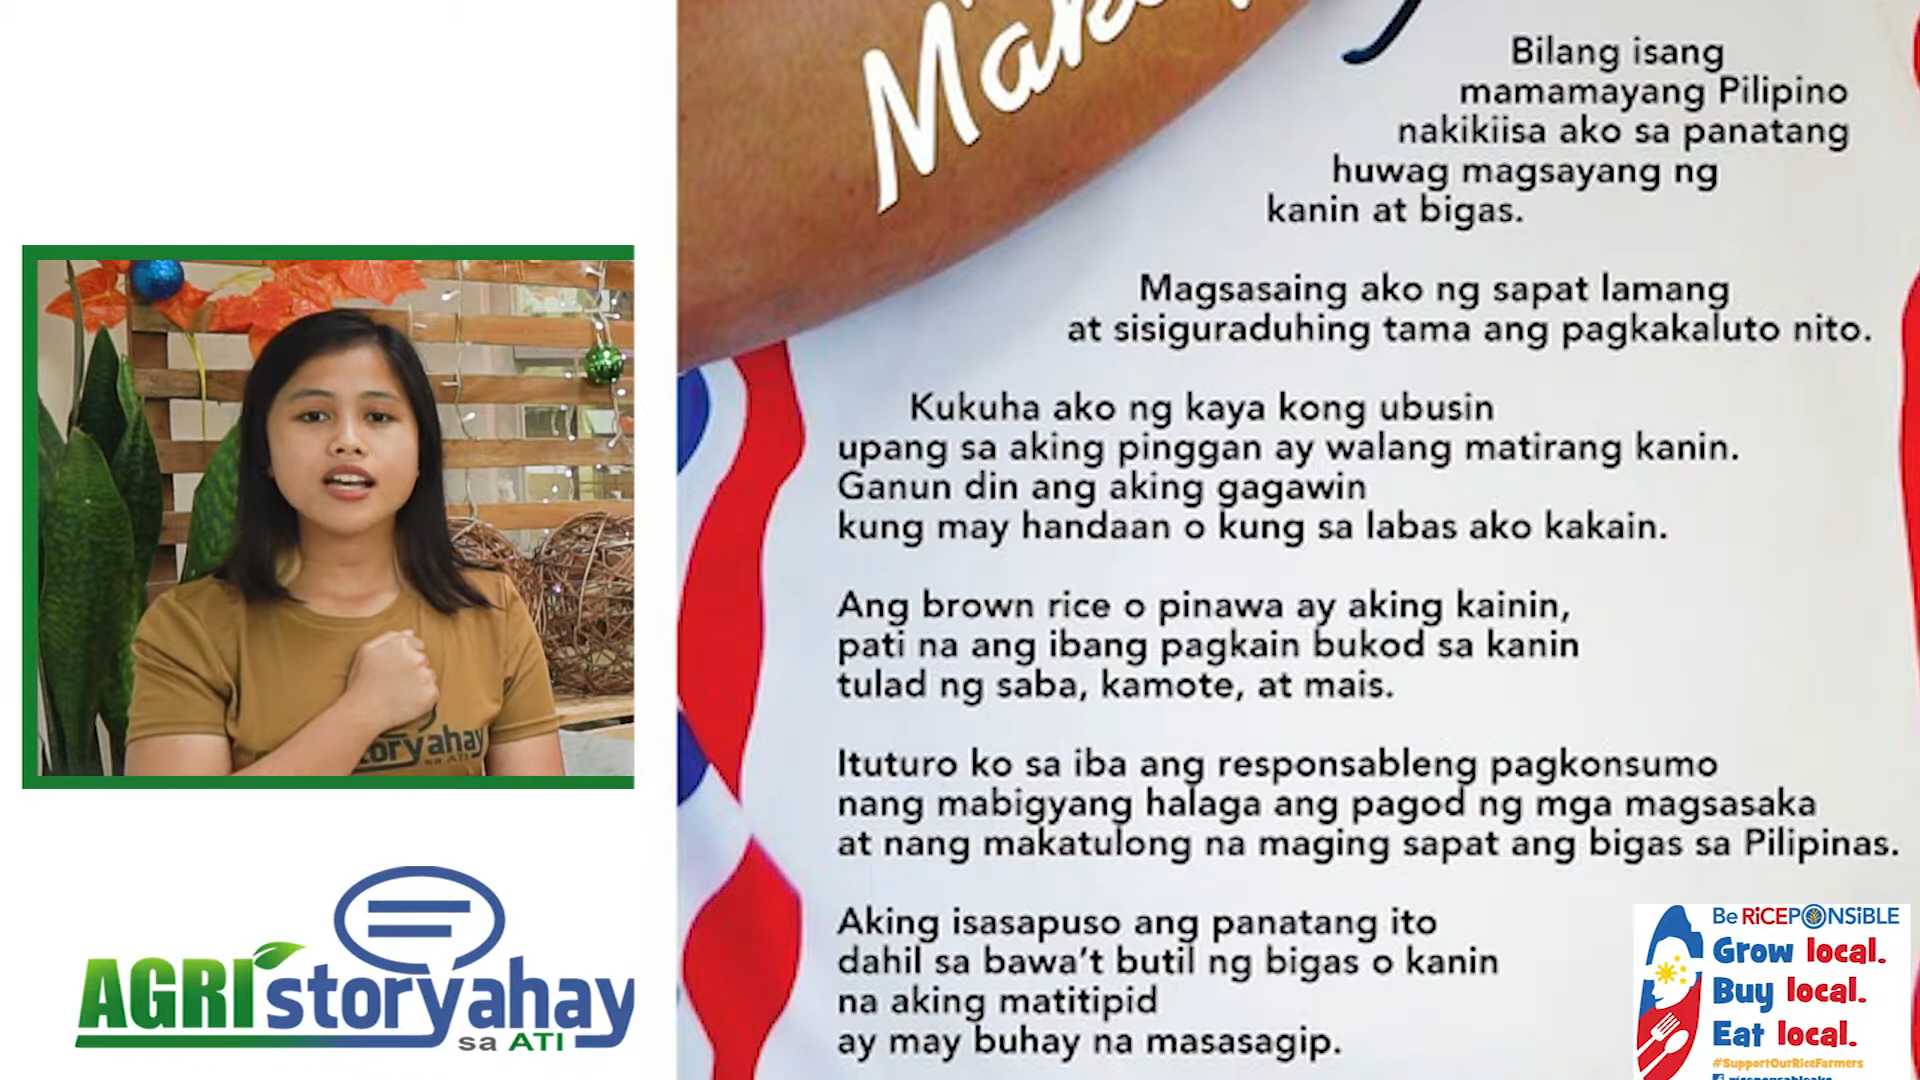 Bilang isang
mamamayang Pilipino
nakikiisa ako sa panatang
huwag magsayang ng
kanin at bigas.
Magsasaing ako ng sapat lamang
at sisiguraduhing tama ang pagkakaluto nito.
Kukuha ako ng kaya kong ubusin
upang sa aking pinggan ay walang matirang kanin.
Ganun din ang aking gagawin
kung may handaan o kung sa labas ako kakain.
Ang brown rice o pinawa ay aking kainin,
pati na ang ibang pagkain bukod sa kanin
tulad ng saba, kamote, at mais.
Ituturo ko sa iba ang responsableng pagkonsumo
nang mabigyang halaga ang pagod ng mga magsasaka
at nang makatulong na maging sapat ang bigas sa Pilipinas.
Aking isasapuso ang panatang ito
dahil sa bawa't butil ng bigas o kanin
na aking matitipid
ay may buhay na masasagip.
storyahay
sa ATI
AGRIstoryahay
sa ATI
Be RiCEPONSiBLE
Grow local.
Buy local.
Eat local.
#SupportOurRiceFarmers